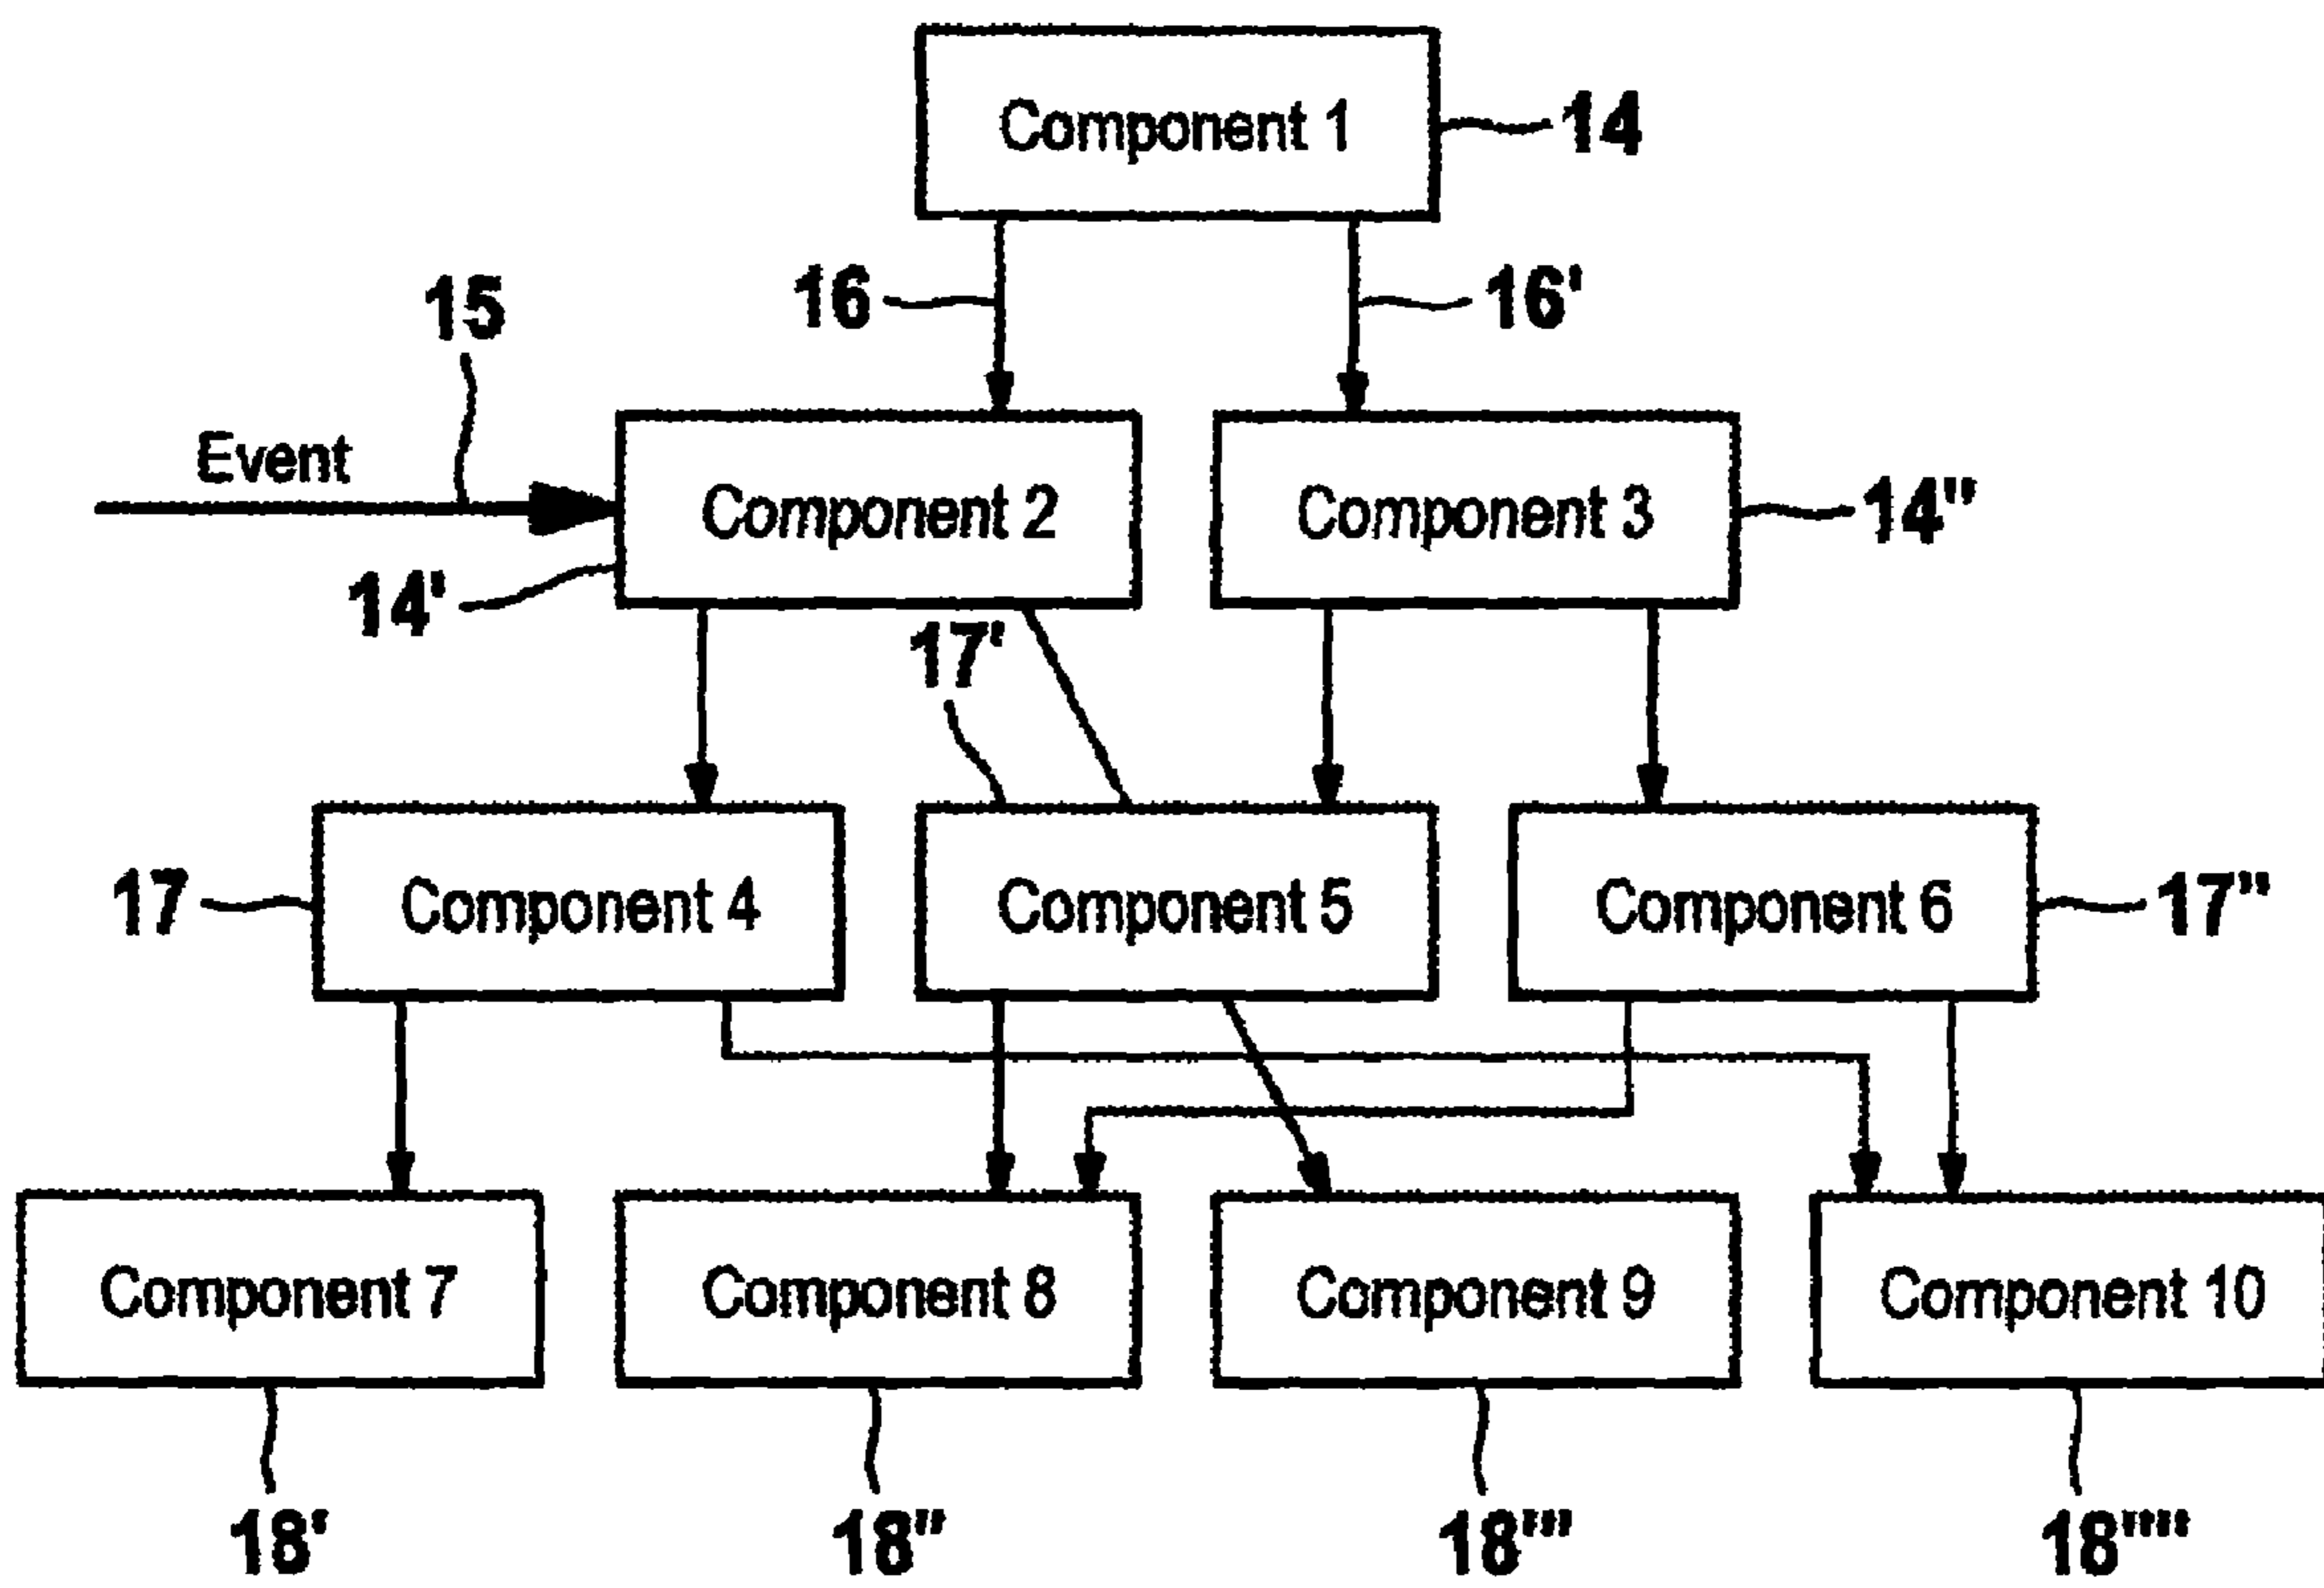 Component 1
14
16
16'
15
Event
Component 2
Component 3
14"
14'
17'
17
Component 4
Component 5
Component 6
17"
Component 7
Component 8
Component 9
Component 10
18'
18"
18'"
18""